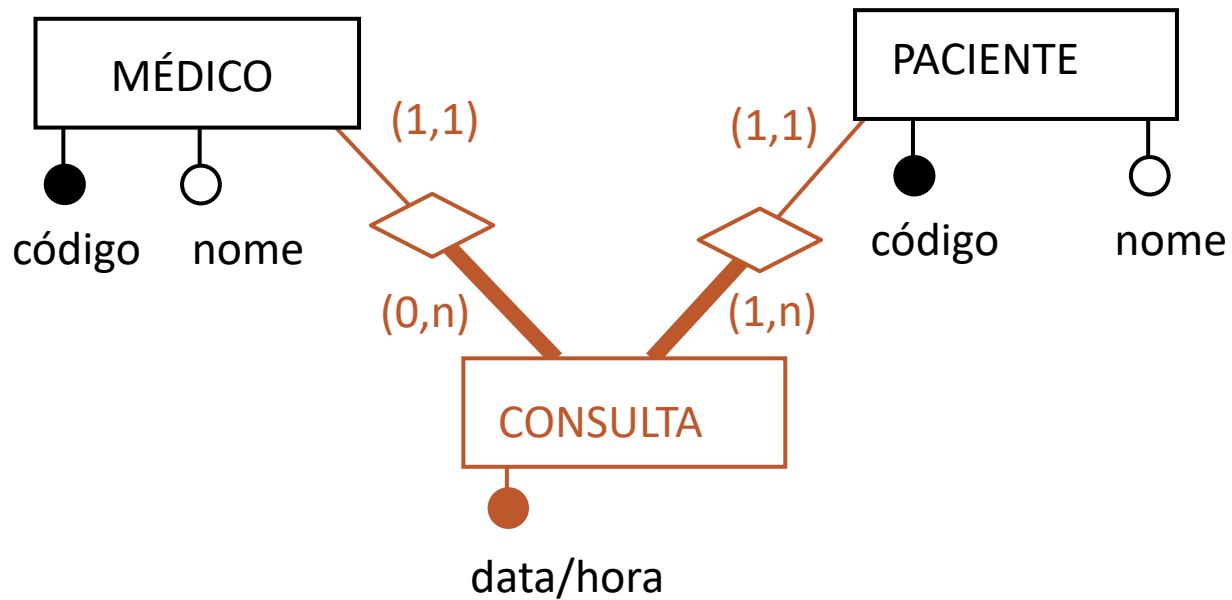 MÉDICO
PACIENTE
(1,1)
(1,1)
código
nome
código
nome
(0,n)
(1,n)
CONSULTA
data/hora